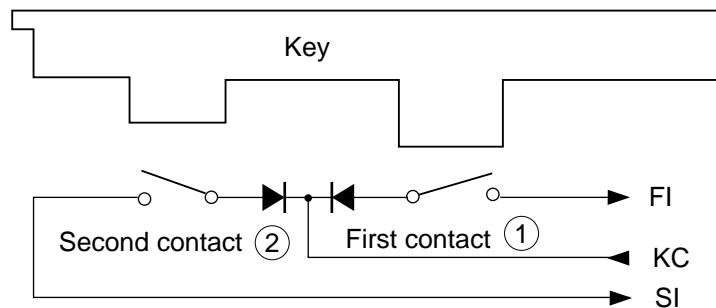 Key
FI
Second contact ②
First contact ①
KC
SI